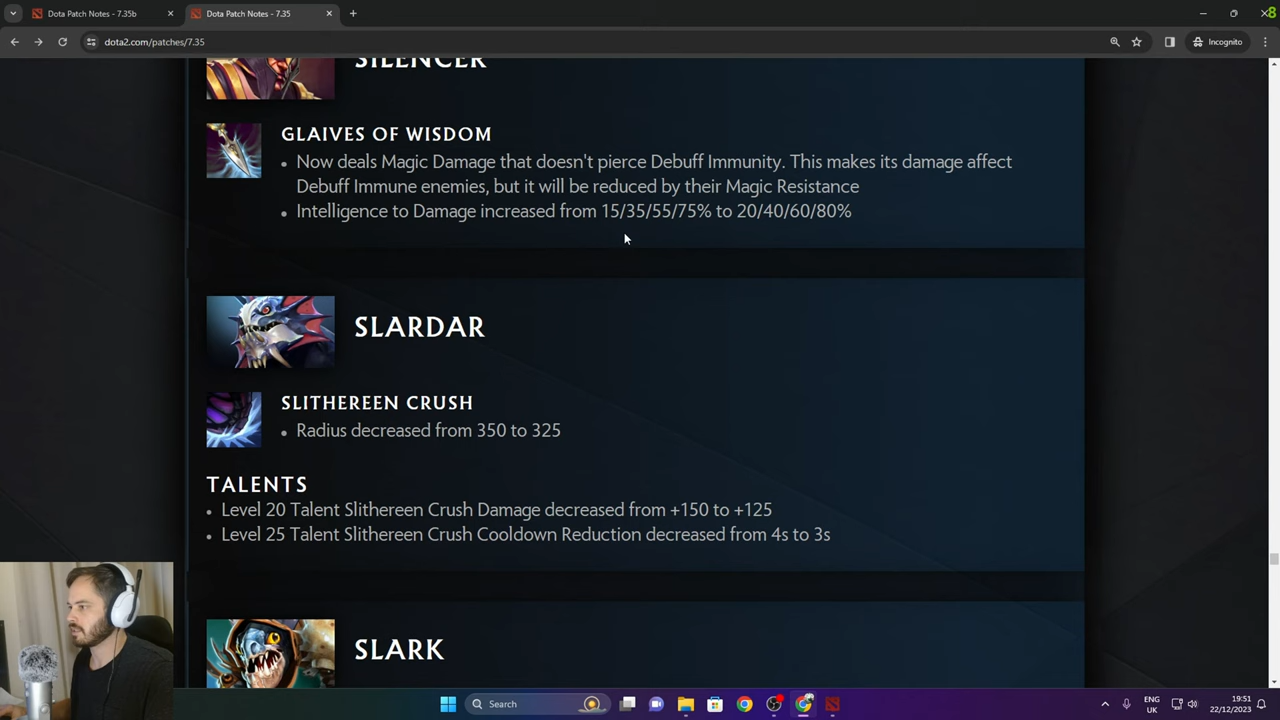 Dota Patch Notes - 7.35b
Dota Patch Notes - 7.35
dota2.com/patches/7.35
Incognito
SILENCER
GLAIVES OF WISDOM
Now deals Magic Damage that doesn't pierce Debuff Immunity. This makes its damage affect
Debuff Immune enemies, but it will be reduced by their Magic Resistance
Intelligence to Damage increased from 15/35/55/75% to 20/40/60/80%
SLARDAR
SLITHEREEN CRUSH
Radius decreased from 350 to 325
TALENTS
Level 20 Talent Slithereen Crush Damage decreased from +150 to +125
Level 25 Talent Slithereen Crush Cooldown Reduction decreased from 4s to 3s
SLARK
Search
ENG
UK
19:51
22/12/2023